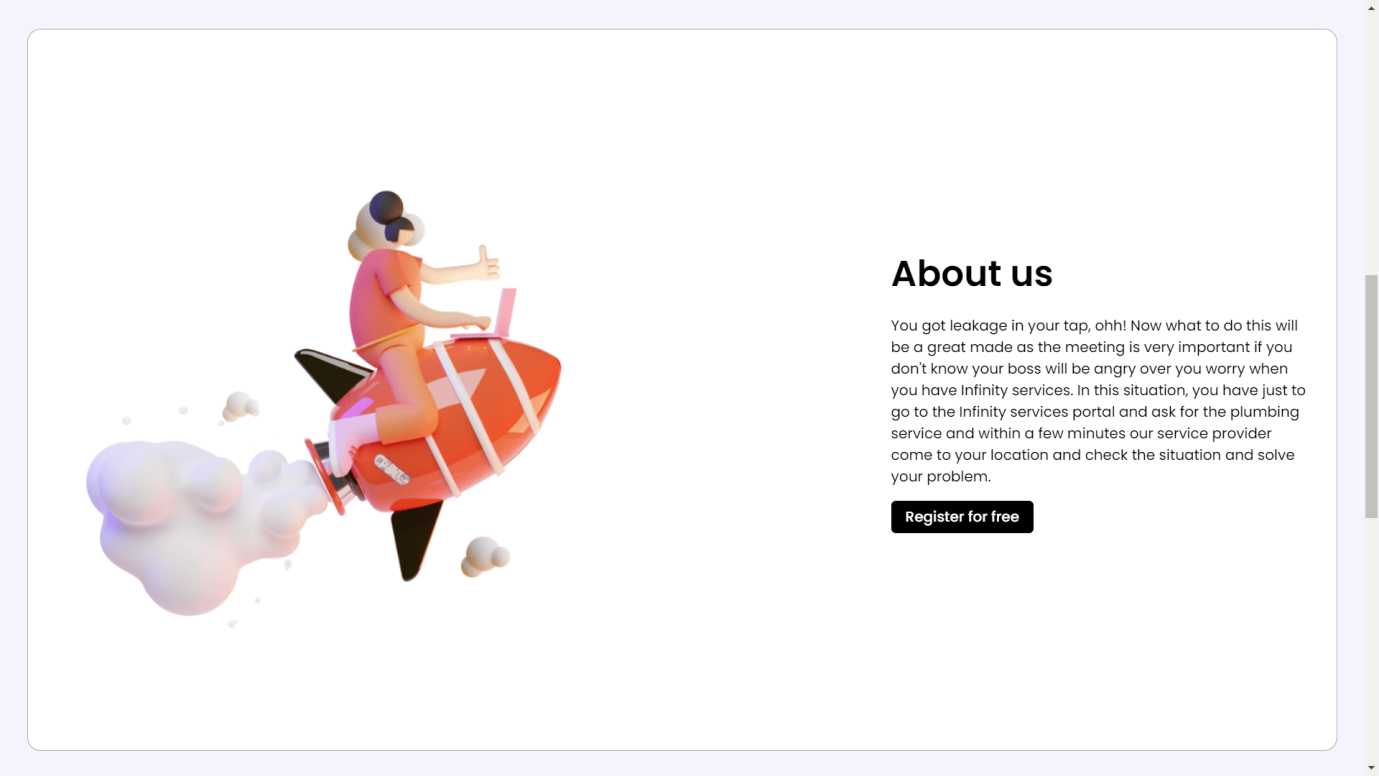 About us
You got leakage in your tap, ohh! Now what to do this will
be a great made as the meeting is very important if you
don't know your boss will be angry over you worry when
you have Infinity services. In this situation, you have just to
go to the Infinity services portal and ask for the plumbing
service and within a few minutes our service provider
come to your location and check the situation and solve
your problem.
Register for free